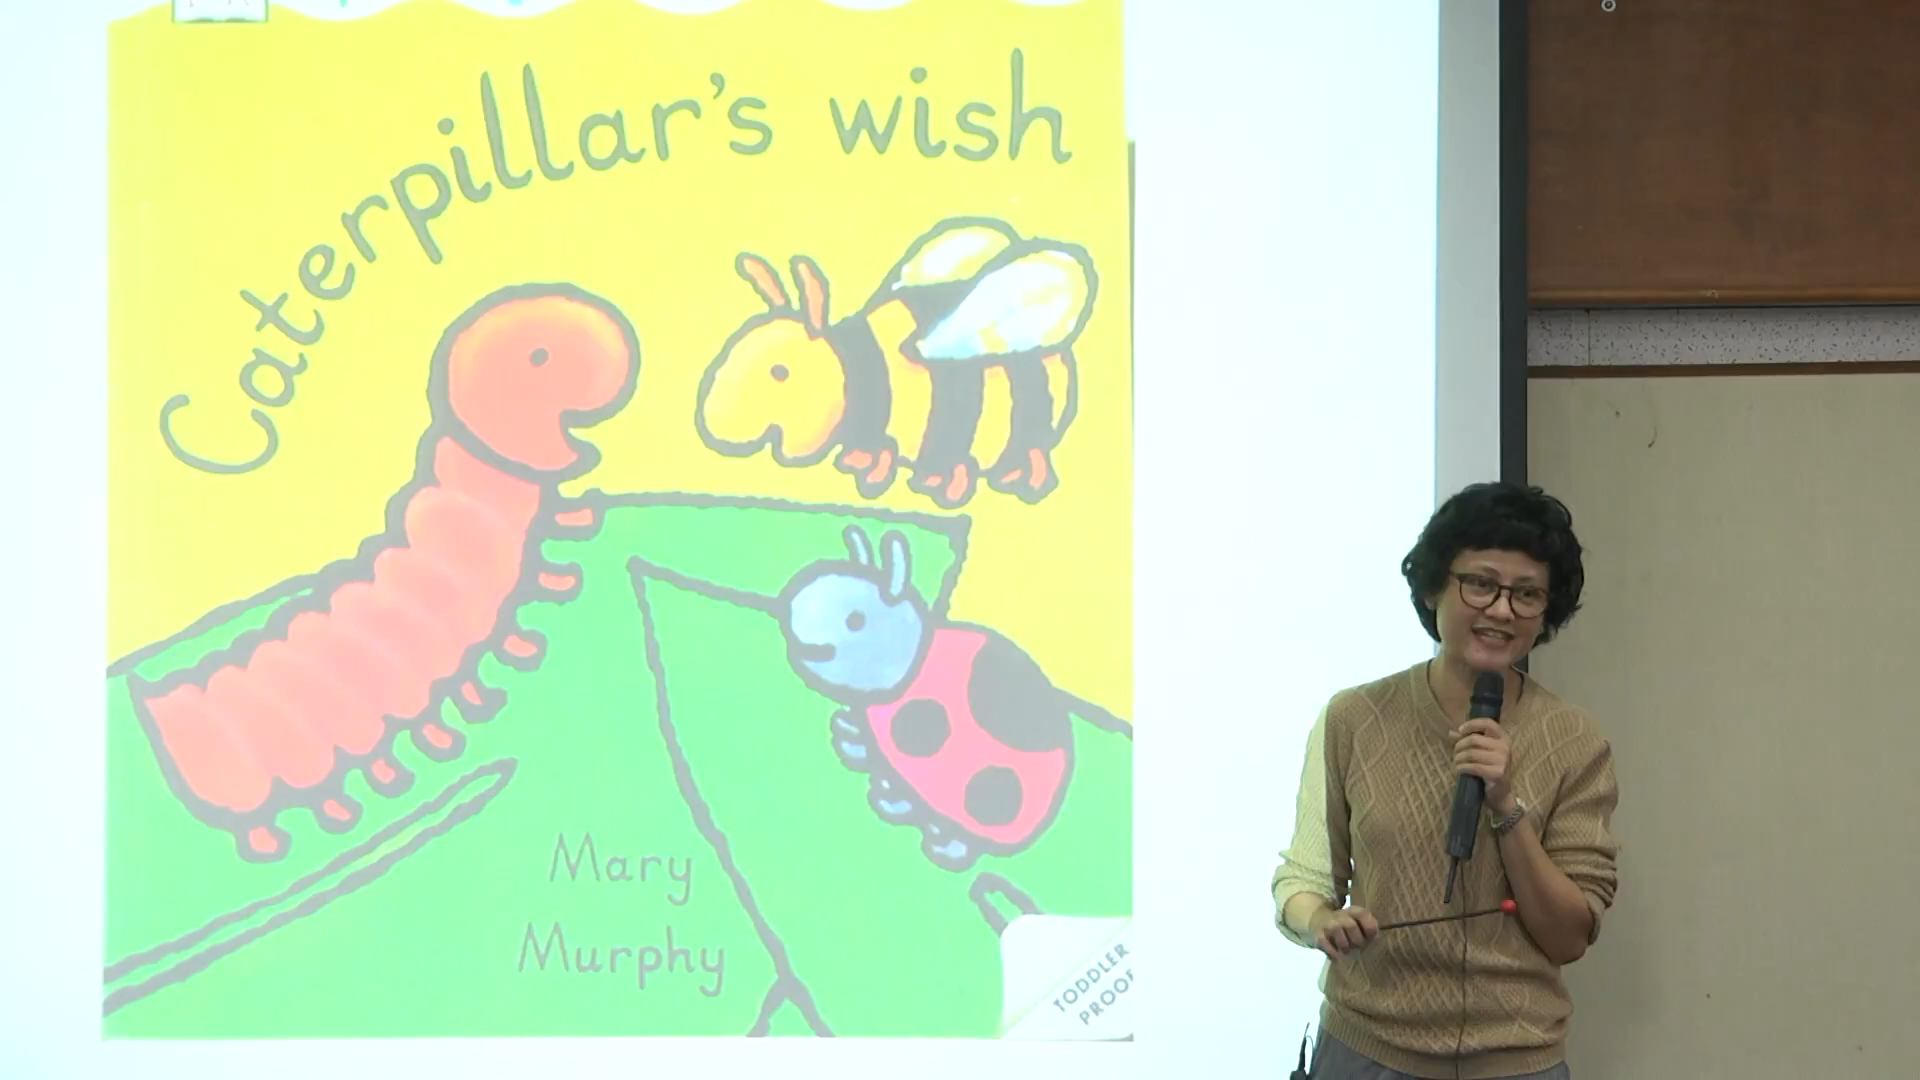 Caterpillar's wish
Mary
Murphy
TODDLER
PROOF